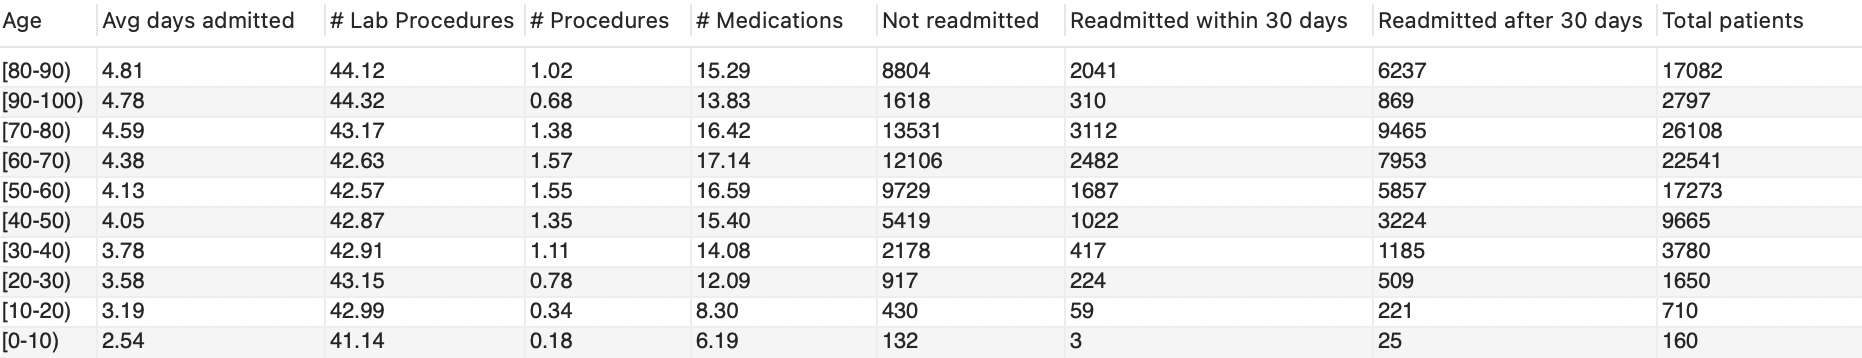 Age Avg days admitted # Lab Procedures # Procedures # Medications Not readmitted Readmitted within 30 days Readmitted after 30 days Total patients
[80-90) 4.81 44.12 1.02 15.29 8804 2041 6237 17082
[90-100) 4.78 44.32 0.68 13.83 1618 310 869 2797
[70-80) 4.59 43.17 1.38 16.42 13531 3112 9465 26108
[60-70) 4.38 42.63 1.57 17.14 12106 2482 7953 22541
[50-60) 4.13 42.57 1.55 16.59 9729 1687 5857 17273
[40-50) 4.05 42.87 1.35 15.40 5419 1022 3224 9665
[30-40) 3.78 42.91 1.11 14.08 2178 417 1185 3780
[20-30) 3.58 43.15 0.78 12.09 917 224 509 1650
[10-20) 3.19 42.99 0.34 8.30 430 59 221 710
[0-10) 2.54 41.14 0.18 6.19 132 3 25 160